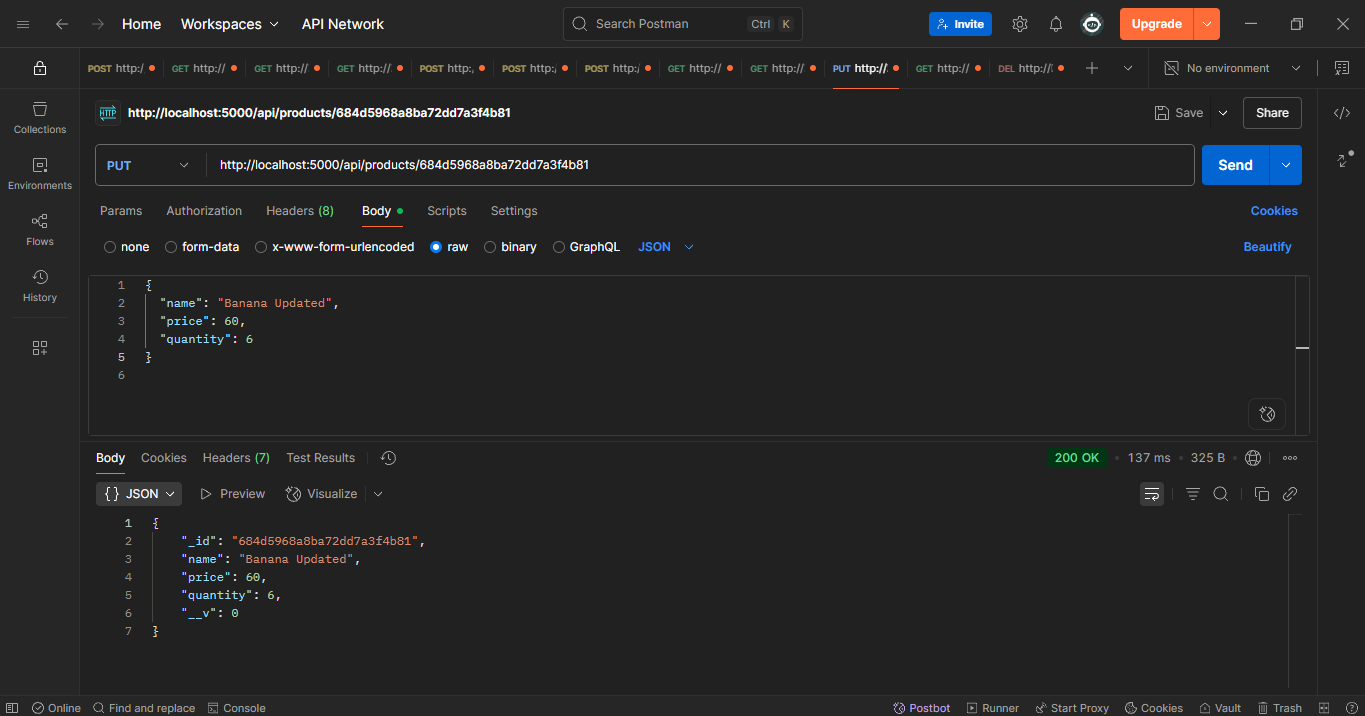 Home Workspaces API Network Search Postman Ctrl K Invite Upgrade
POST http:/ GET http:// GET http:// GET http:// POST http:, POST http:/ POST http:/ GET http:// GET http:// PUT http:// GET http:// DEL http:// No environment
HTTP http://localhost:5000/api/products/684d5968a8ba72dd7a3f4b81 Save Share
Collections
Environments
Flows
History
PUT http://localhost:5000/api/products/684d5968a8ba72dd7a3f4b81 Send
Params Authorization Headers (8) Body Scripts Settings Cookies
none form-data x-www-form-urlencoded raw binary GraphQL JSON Beautify
1 {
2 "name": "Banana Updated",
3 "price": 60,
4 "quantity": 6
5 }
6
Body Cookies Headers (7) Test Results 200 OK 137 ms 325 B
{} JSON Preview Visualize
1 {
2 "_id": "684d5968a8ba72dd7a3f4b81",
3 "name": "Banana Updated",
4 "price": 60,
5 "quantity": 6,
6 "__v": 0
7 }
Online Find and replace Console Postbot Runner Start Proxy Cookies Vault Trash